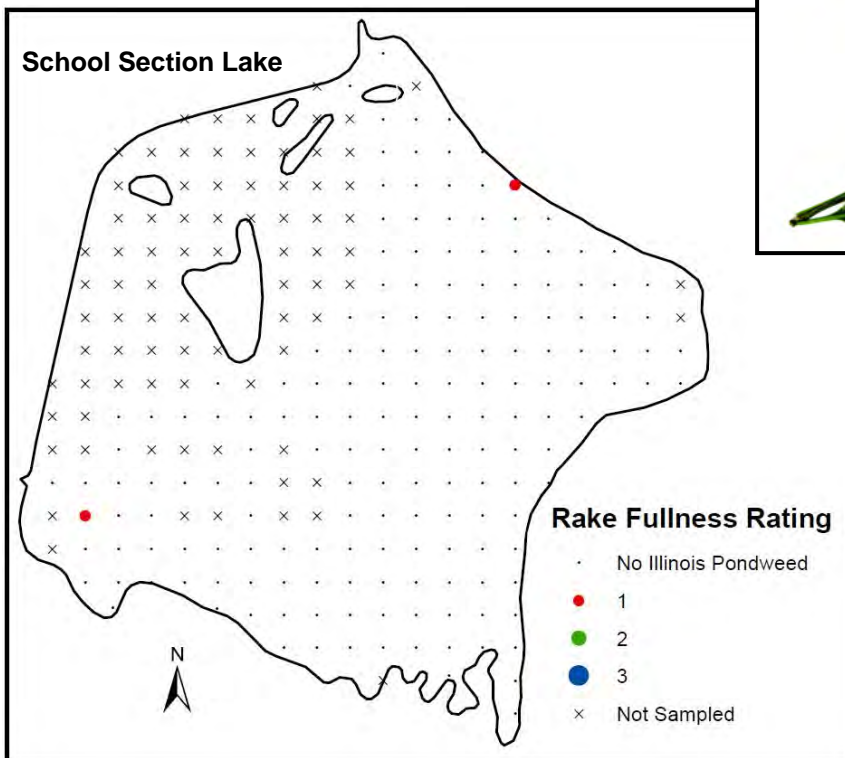 School Section Lake
Rake Fullness Rating
No Illinois Pondweed
1
2
3
Not Sampled
N